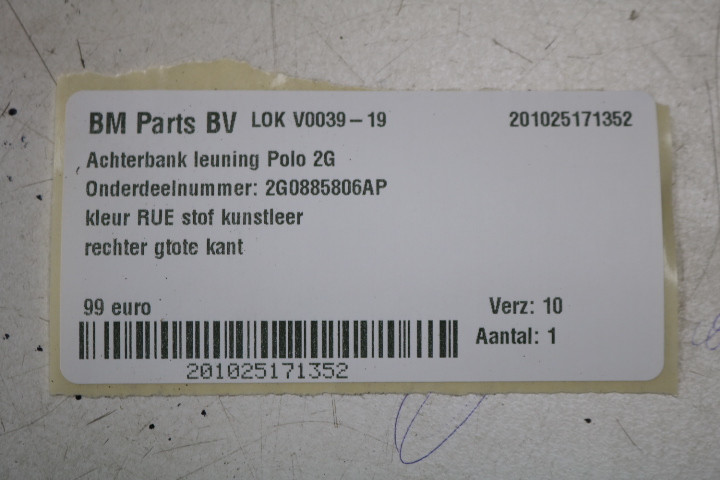 BM Parts BV LOK V0039-19 201025171352
Achterbank leuning Polo 2G
Onderdeelnummer: 2G0885806AP
kleur RUE stof kunstleer
rechter gtote kant
99 euro Verz: 10
Aantal: 1
201025171352